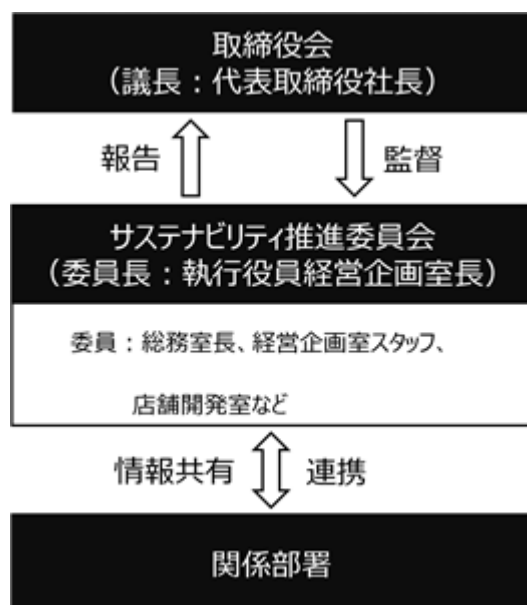 取締役会
（議長：代表取締役社長）
報告
監督
サステナビリティ推進委員会
（委員長：執行役員経営企画室長）
委員：総務室長、経営企画室スタッフ、
店舗開発室など
情報共有
連携
関係部署